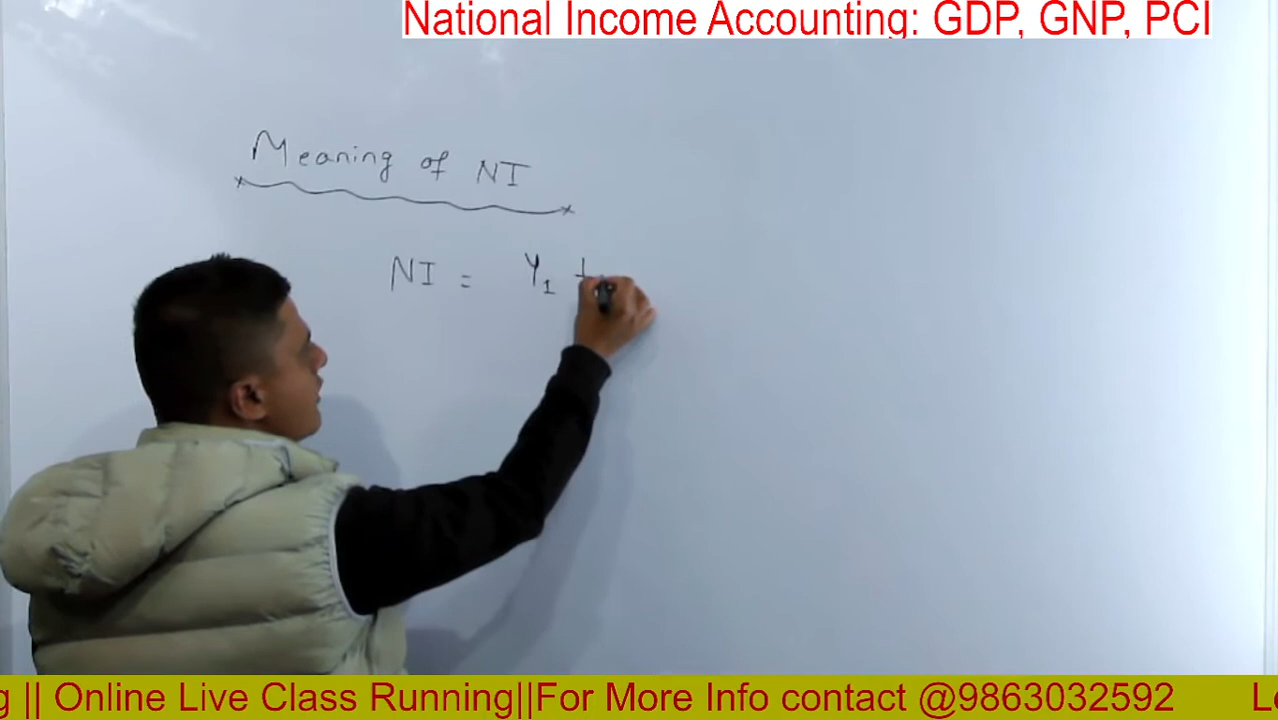 National Income Accounting: GDP, GNP, PCI
Meaning of NI
NI = Y₁ +
g || Online Live Class Running||For More Info contact @9863032592 Le